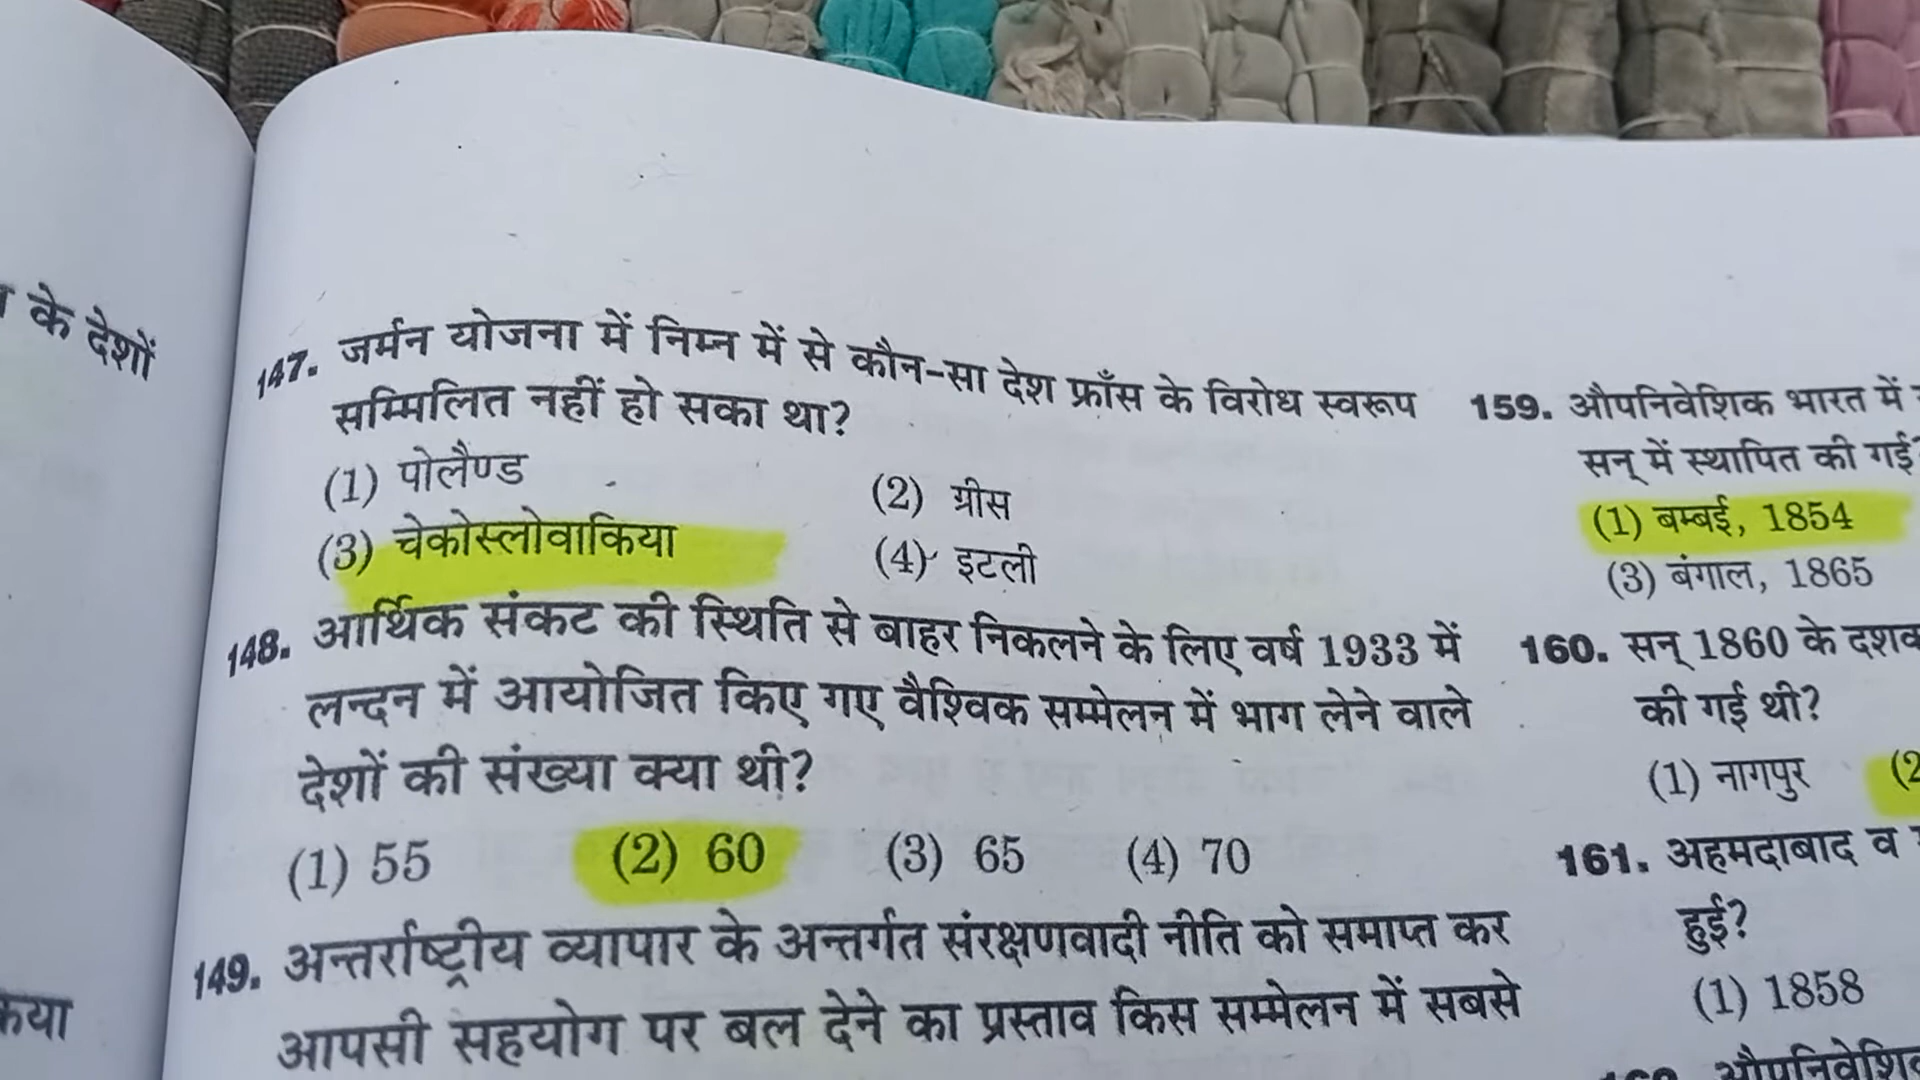 के देशों
147. जर्मन योजना में निम्न में से कौन-सा देश फ्राँस के विरोध स्वरूप
सम्मिलित नहीं हो सका था?
(1) पोलैण्ड
(2) ग्रीस
(3) चेकोस्लोवाकिया
(4) इटली
148. आर्थिक संकट की स्थिति से बाहर निकलने के लिए वर्ष 1933 में
लन्दन में आयोजित किए गए वैश्विक सम्मेलन में भाग लेने वाले
देशों की संख्या क्या थी?
(1) 55 (2) 60 (3) 65 (4) 70
149. अन्तर्राष्ट्रीय व्यापार के अन्तर्गत संरक्षणवादी नीति को समाप्त कर
आपसी सहयोग पर बल देने का प्रस्ताव किस सम्मेलन में सबसे
159. औपनिवेशिक भारत में
सन् में स्थापित की गई
(1) बम्बई, 1854
(3) बंगाल, 1865
160. सन् 1860 के दशक
की गई थी?
(1) नागपुर (2
161. अहमदाबाद व
हुई?
(1) 1858